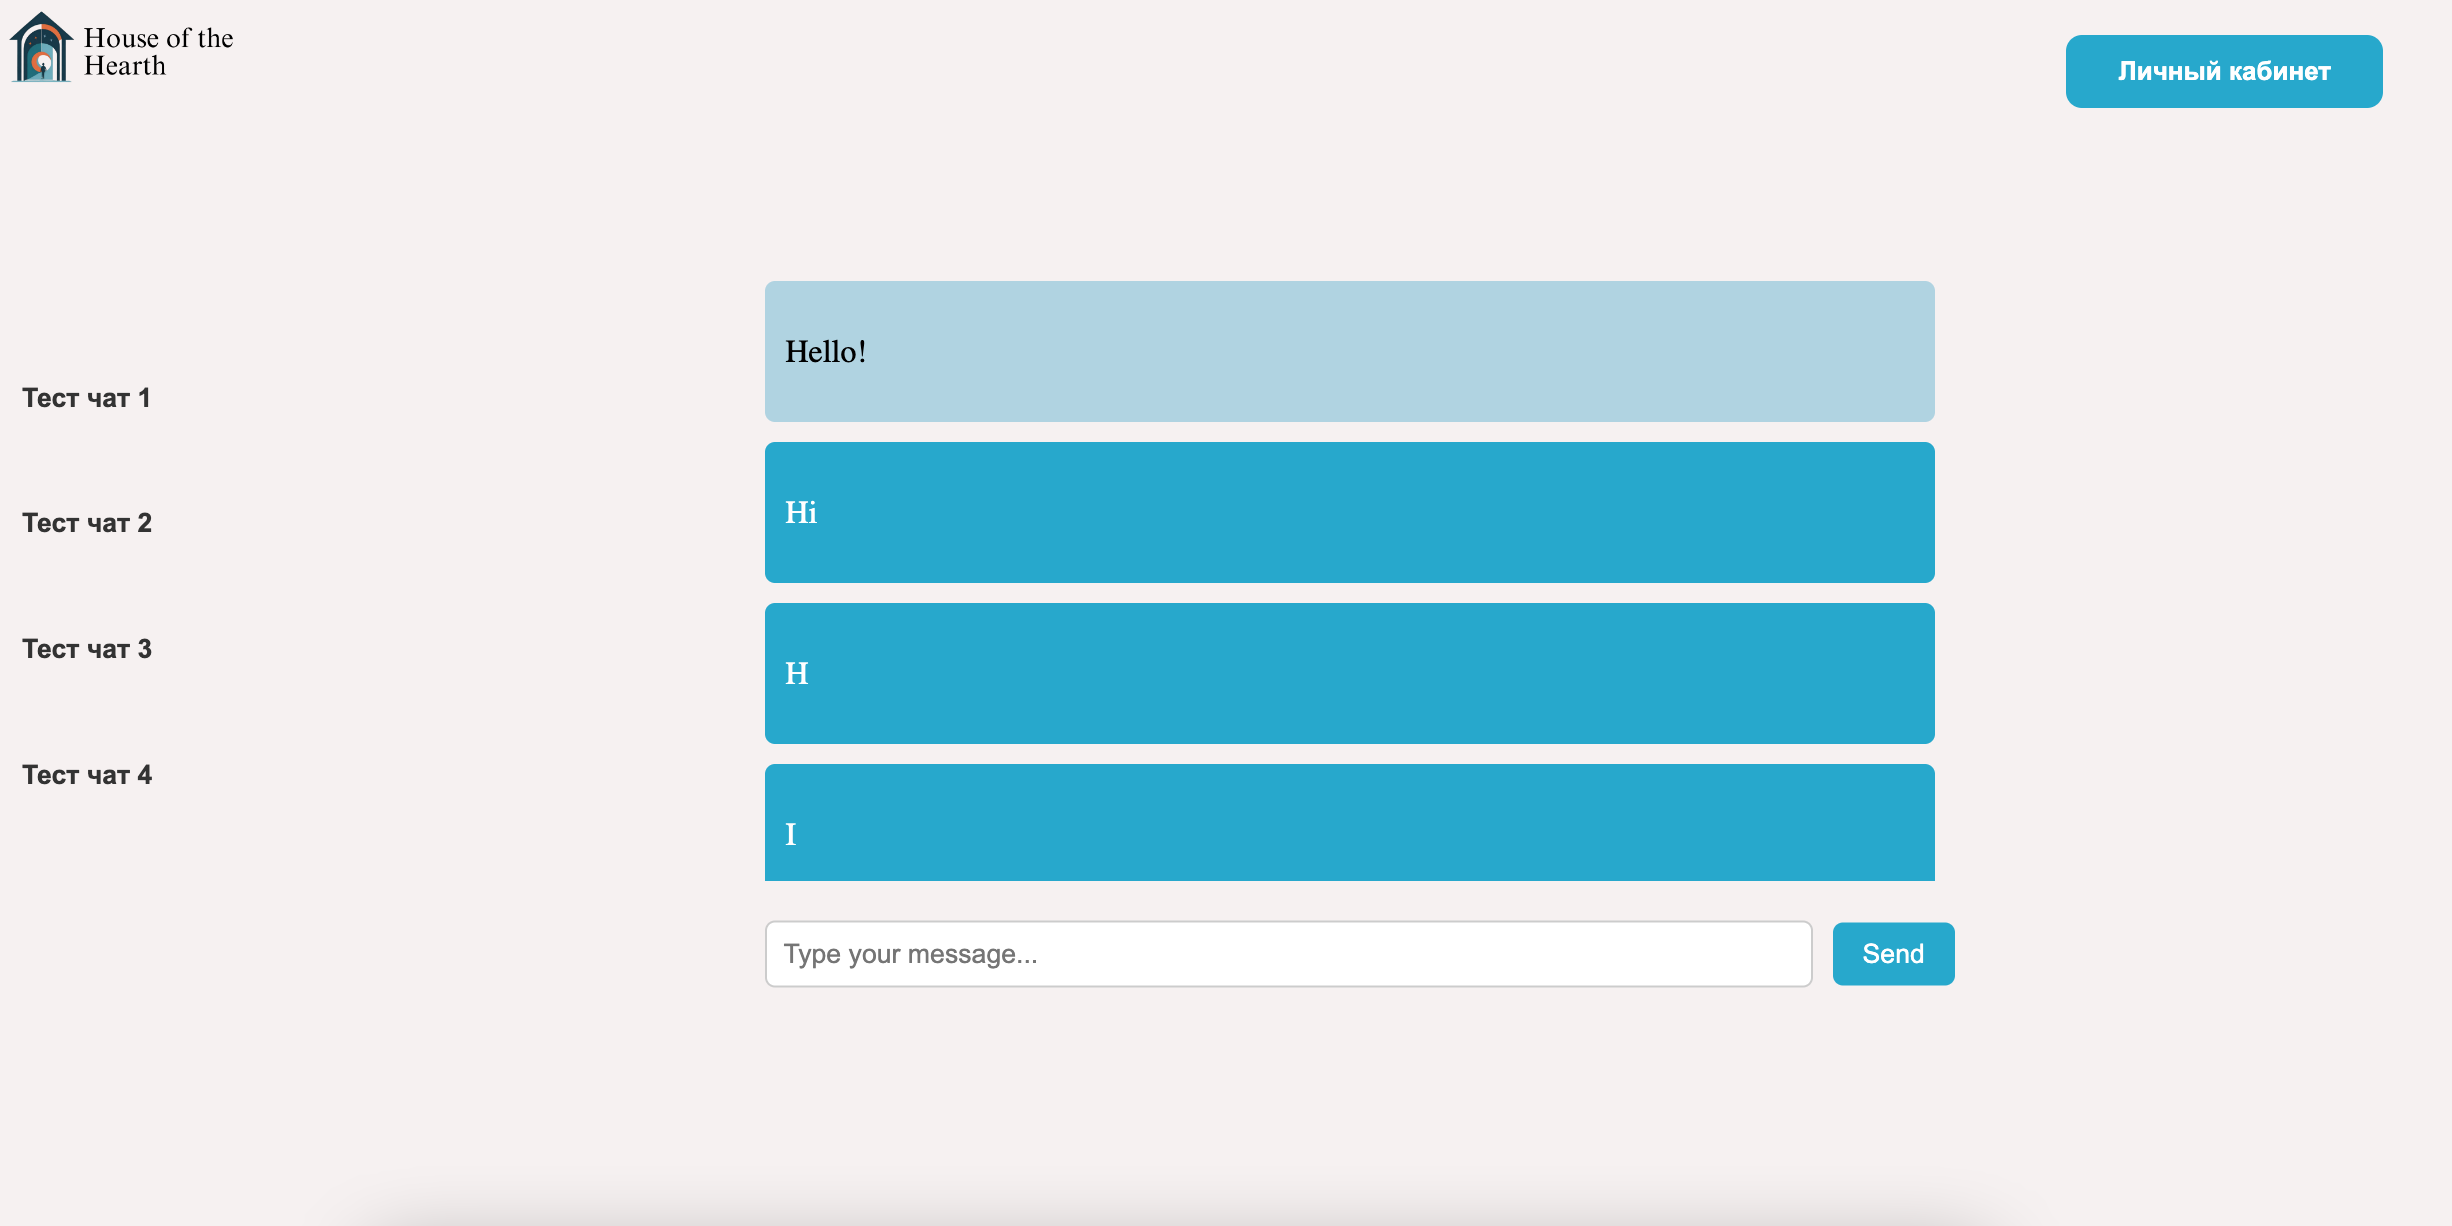 House of the
Hearth
Личный кабинет
Тест чат 1
Тест чат 2
Тест чат 3
Тест чат 4
Hello!
Hi
H
I
Type your message...
Send